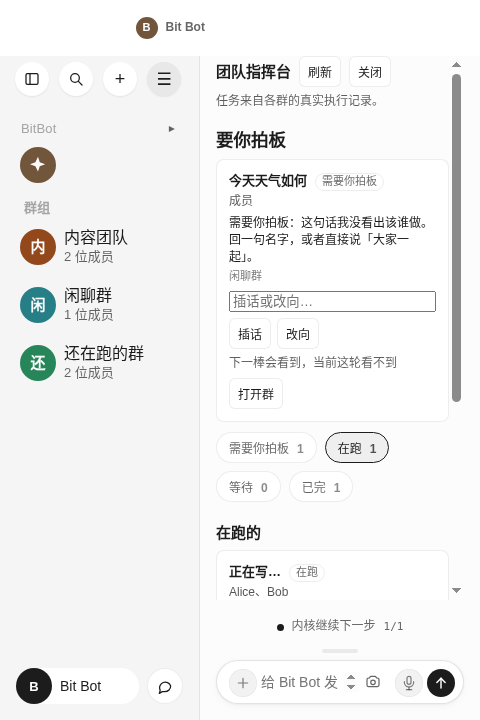 B Bit Bot
BitBot
群组
内 内容团队
2 位成员
闲 闲聊群
1 位成员
还 还在跑的群
2 位成员
B Bit Bot
团队指挥台 刷新 关闭
任务来自各群的真实执行记录。
要你拍板
今天天气如何 需要你拍板
成员
需要你拍板：这句话我没看出该谁做。
回一句名字，或者直接说「大家一
起」。
闲聊群
插话或改向…
插话 改向
下一棒会看到，当前这轮看不到
打开群
需要你拍板 1 在跑 1
等待 0 已完 1
在跑的
正在写… 在跑
Alice、Bob
内核继续下一步 1/1
给 Bit Bot 发